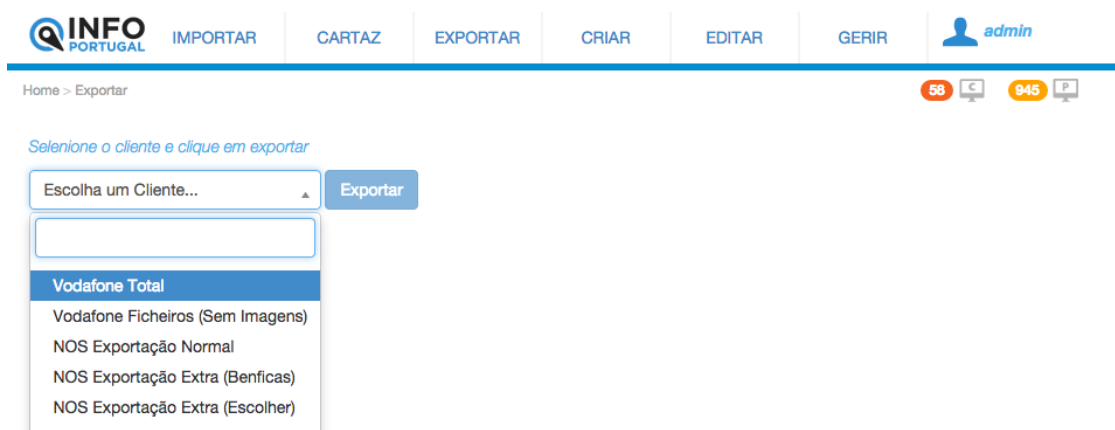 INFO
PORTUGAL
IMPORTAR CARTAZ EXPORTAR CRIAR EDITAR GERIR admin
Home > Exportar 58 C 945 P
Selenione o cliente e clique em exportar
Escolha um Cliente... Exportar
Vodafone Total
Vodafone Ficheiros (Sem Imagens)
NOS Exportação Normal
NOS Exportação Extra (Benficas)
NOS Exportação Extra (Escolher)